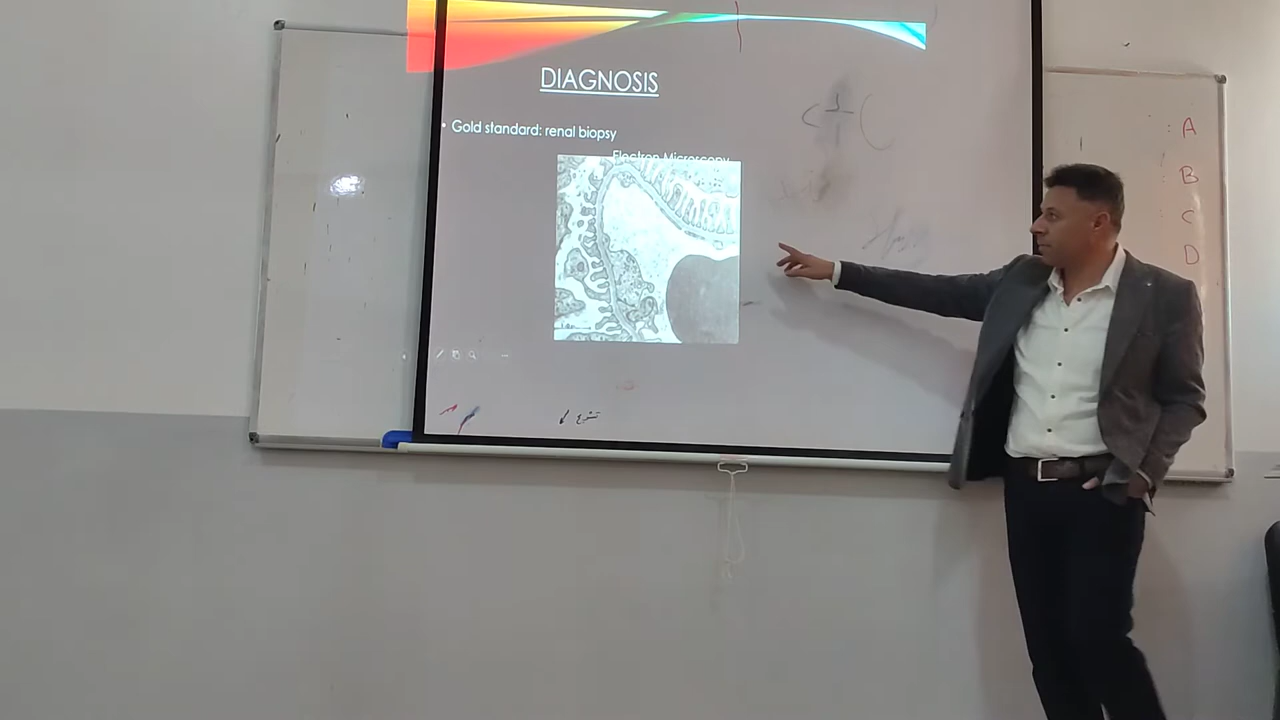 DIAGNOSIS
• Gold standard: renal biopsy
Electron Microscopy
: A
: B
: C
D